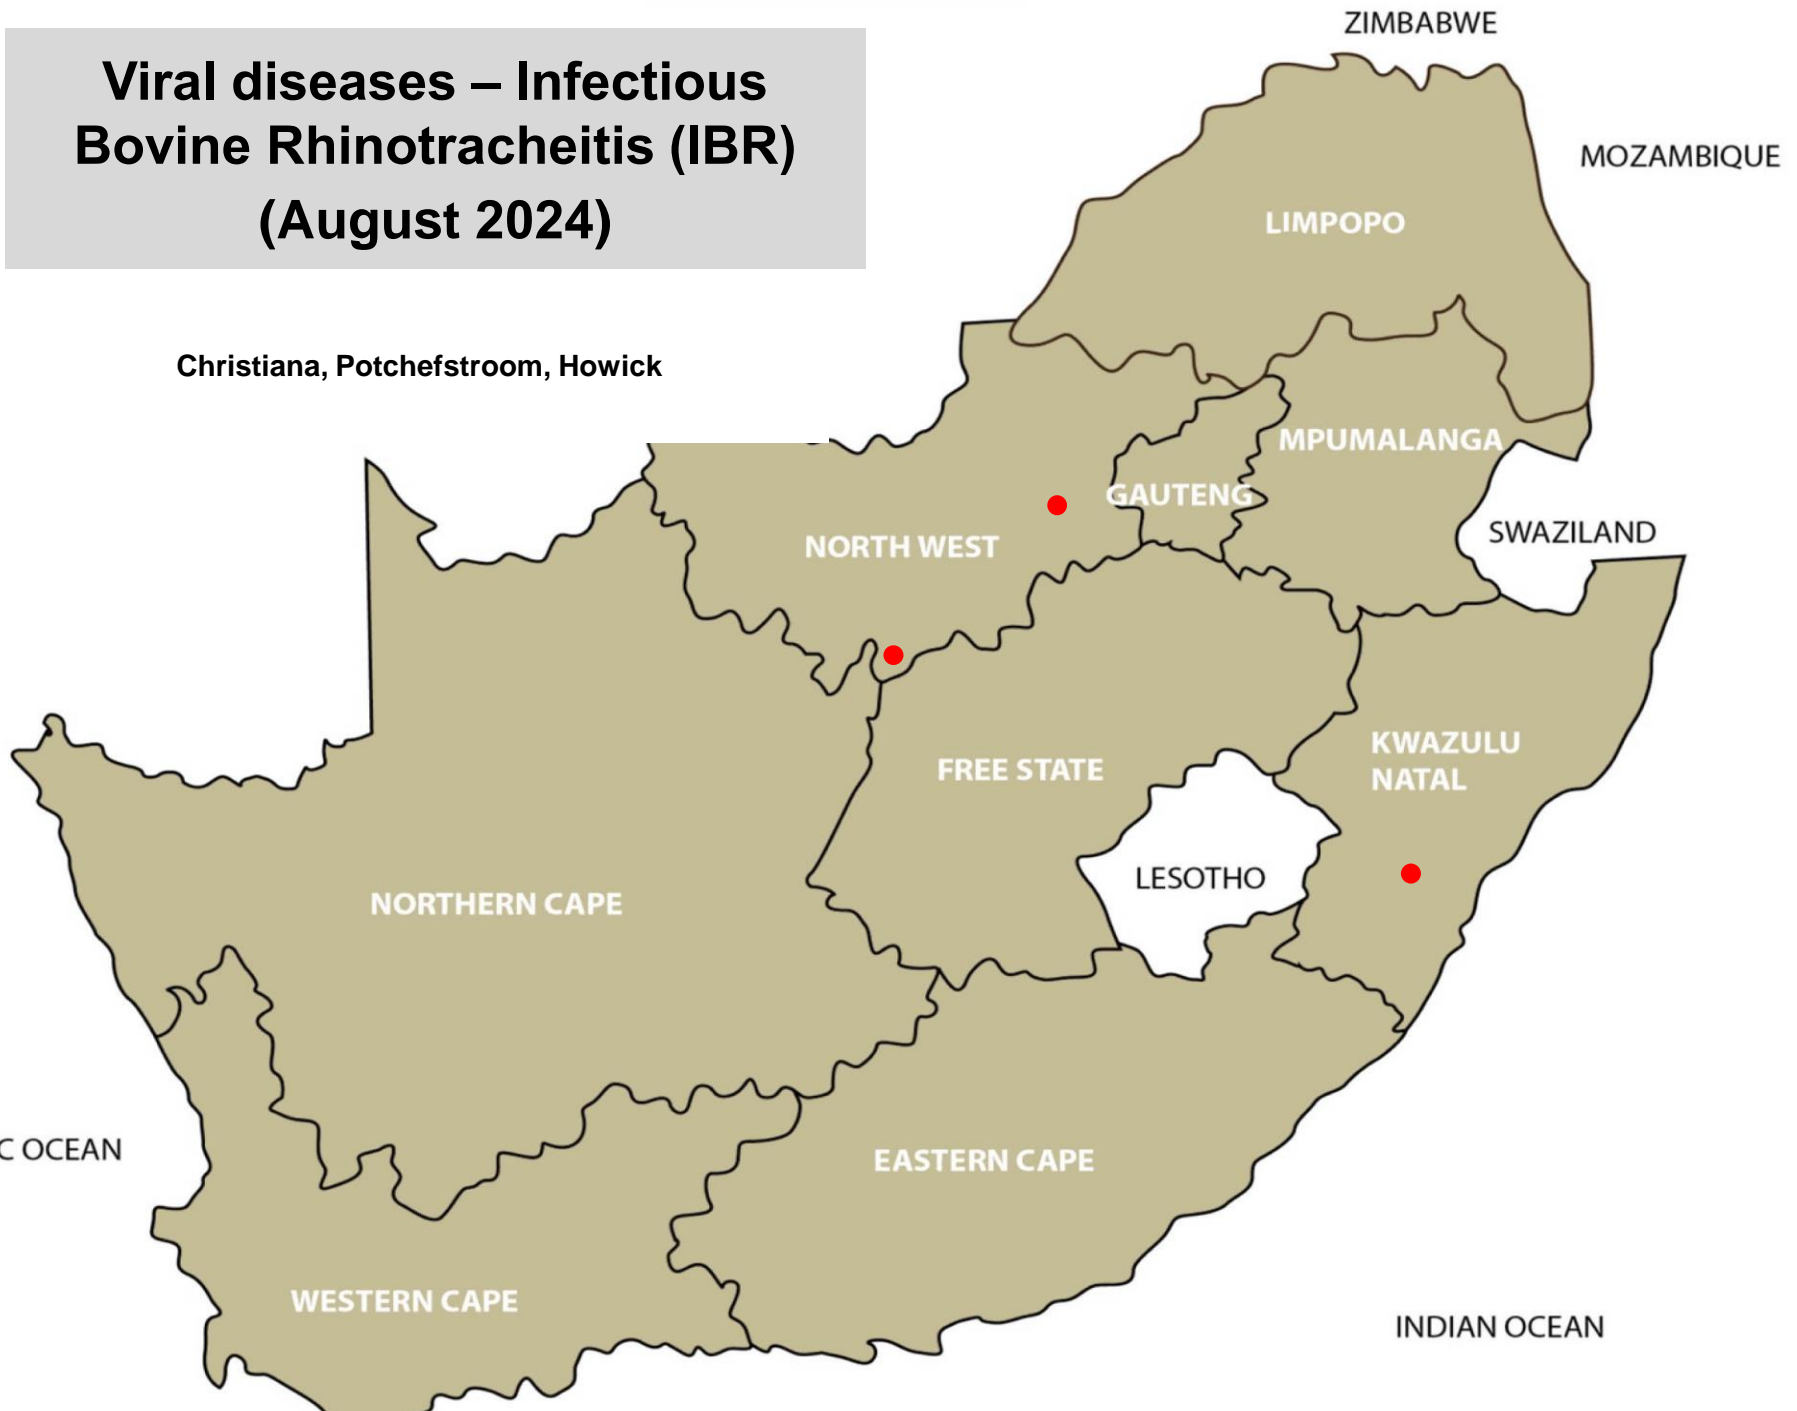 ZIMBABWE
Viral diseases – Infectious
Bovine Rhinotracheitis (IBR)
(August 2024)
MOZAMBIQUE
LIMPOPO
Christiana, Potchefstroom, Howick
MPUMALANGA
GAUTENG
SWAZILAND
NORTH WEST
KWAZULU
NATAL
FREE STATE
LESOTHO
NORTHERN CAPE
C OCEAN
EASTERN CAPE
WESTERN CAPE
INDIAN OCEAN